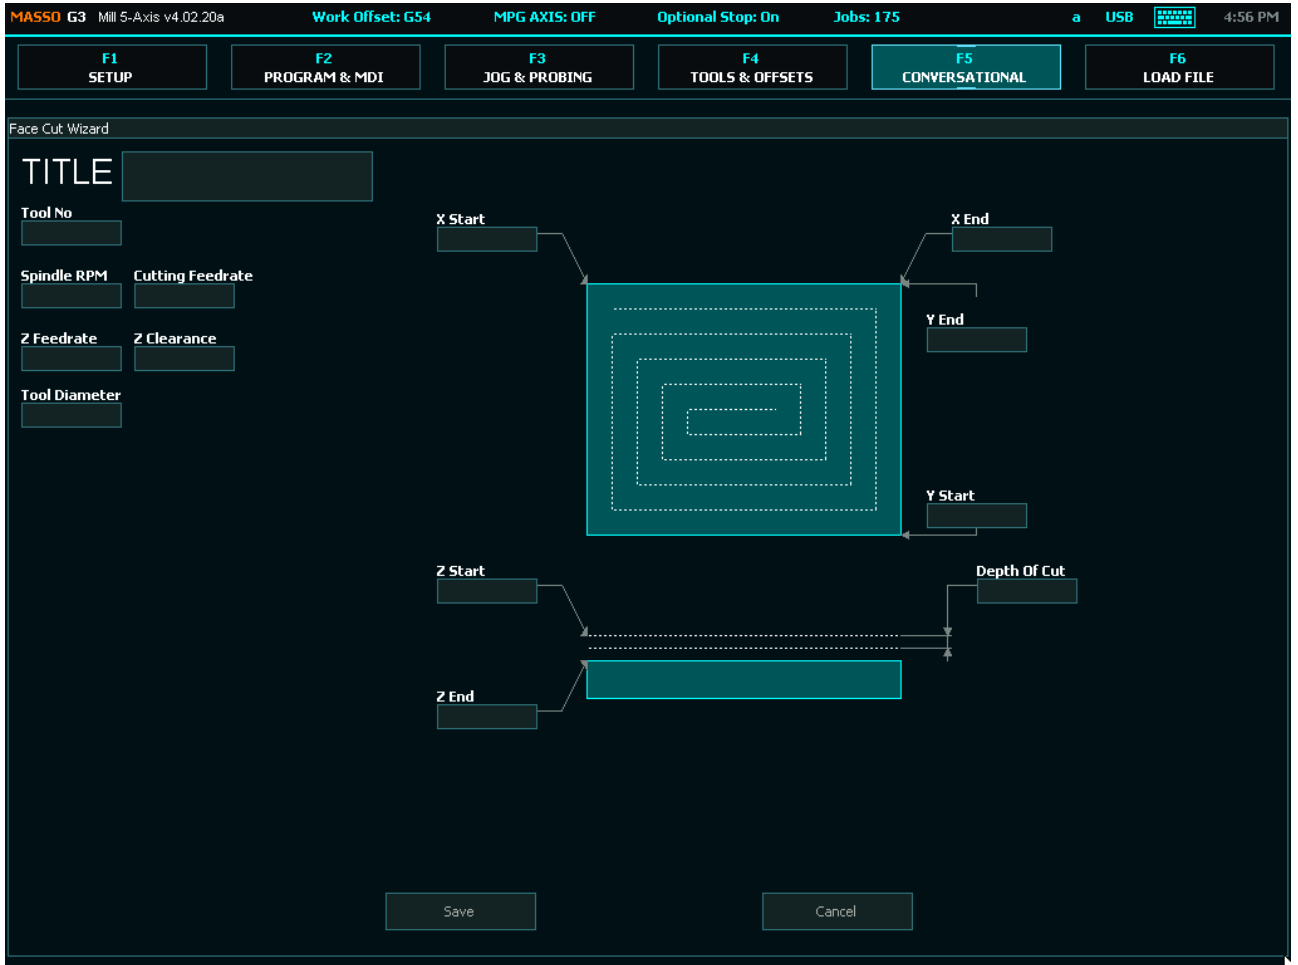 MASSO G3 Mill 5-Axis v4.02.20a Work Offset: G54 MPG AXIS: OFF Optional Stop: On Jobs: 175 a USB 4:56 PM
F1 F2 F3 F4 F5 F6
SETUP PROGRAM & MDI JOG & PROBING TOOLS & OFFSETS CONVERSATIONAL LOAD FILE
Face Cut Wizard
TITLE
Tool No
X Start X End
Spindle RPM Cutting Feedrate
Y End
Z Feedrate Z Clearance
Tool Diameter
Y Start
Z Start Depth Of Cut
Z End
Save Cancel